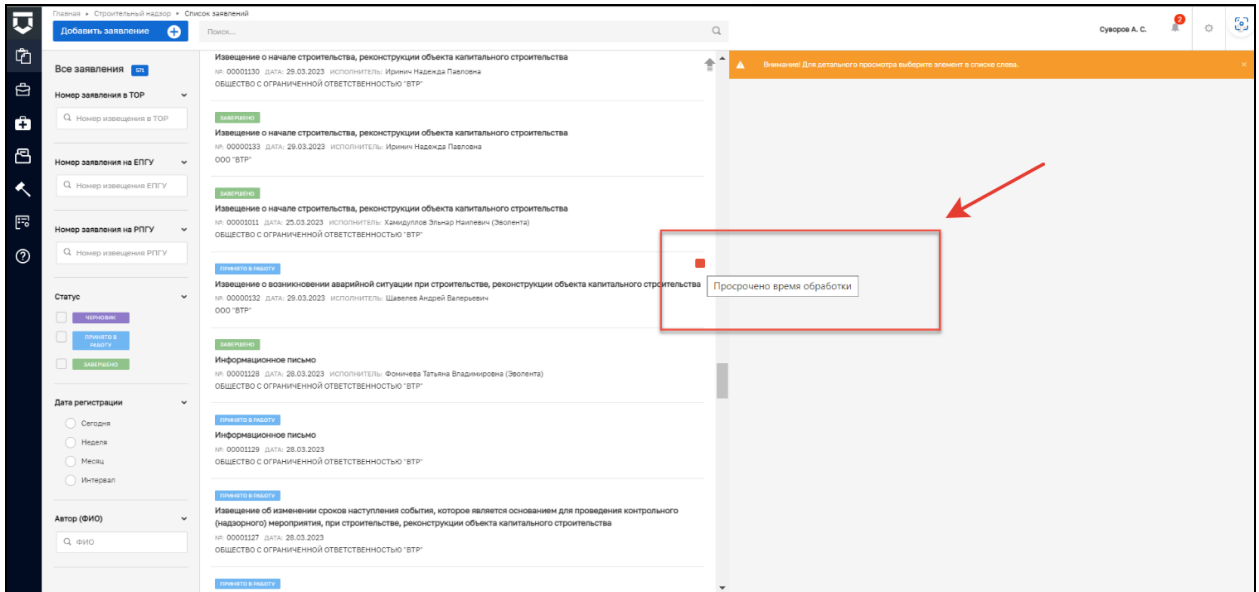 Главная • Строительный надзор • Список заявлений
Добавить заявление
Поиск...
Суворов А. С.
2
Все заявления 571
Номер заявления в ТОР
Номер извещения в ТОР
Номер заявления на ЕПГУ
Номер извещения ЕПГУ
Номер заявления на РПГУ
Номер извещения РПГУ
Статус
ЧЕРНОВИК
ПРИНЯТО В
РАБОТУ
ЗАВЕРШЕНО
Дата регистрации
Сегодня
Неделя
Месяц
Интервал
Автор (ФИО)
ФИО
Извещение о начале строительства, реконструкции объекта капитального строительства
№: 00001130 ДАТА: 29.03.2023 ИСПОЛНИТЕЛЬ: Иринич Надежда Павловна
ОБЩЕСТВО С ОГРАНИЧЕННОЙ ОТВЕТСТВЕННОСТЬЮ "ВТР"
ЗАВЕРШЕНО
Извещение о начале строительства, реконструкции объекта капитального строительства
№: 00000133 ДАТА: 29.03.2023 ИСПОЛНИТЕЛЬ: Иринич Надежда Павловна
ООО "ВТР"
ЗАВЕРШЕНО
Извещение о начале строительства, реконструкции объекта капитального строительства
№: 00001011 ДАТА: 25.03.2023 ИСПОЛНИТЕЛЬ: Хамидуллов Эльнар Наилевич (Эволента)
ОБЩЕСТВО С ОГРАНИЧЕННОЙ ОТВЕТСТВЕННОСТЬЮ "ВТР"
ПРИНЯТО В РАБОТУ
Извещение о возникновении аварийной ситуации при строительстве, реконструкции объекта капитального строительства
№: 00000132 ДАТА: 29.03.2023 ИСПОЛНИТЕЛЬ: Шавелев Андрей Валерьевич
ООО "ВТР"
ЗАВЕРШЕНО
Информационное письмо
№: 00001128 ДАТА: 28.03.2023 ИСПОЛНИТЕЛЬ: Фомичева Татьяна Владимировна (Эволента)
ОБЩЕСТВО С ОГРАНИЧЕННОЙ ОТВЕТСТВЕННОСТЬЮ "ВТР"
ПРИНЯТО В РАБОТУ
Информационное письмо
№: 00001129 ДАТА: 28.03.2023
ОБЩЕСТВО С ОГРАНИЧЕННОЙ ОТВЕТСТВЕННОСТЬЮ "ВТР"
ПРИНЯТО В РАБОТУ
Извещение об изменении сроков наступления события, которое является основанием для проведения контрольного
(надзорного) мероприятия, при строительстве, реконструкции объекта капитального строительства
№: 00001127 ДАТА: 28.03.2023
ОБЩЕСТВО С ОГРАНИЧЕННОЙ ОТВЕТСТВЕННОСТЬЮ "ВТР"
ПРИНЯТО В РАБОТУ
Внимание! Для детального просмотра выберите элемент в списке слева.
Просрочено время обработки